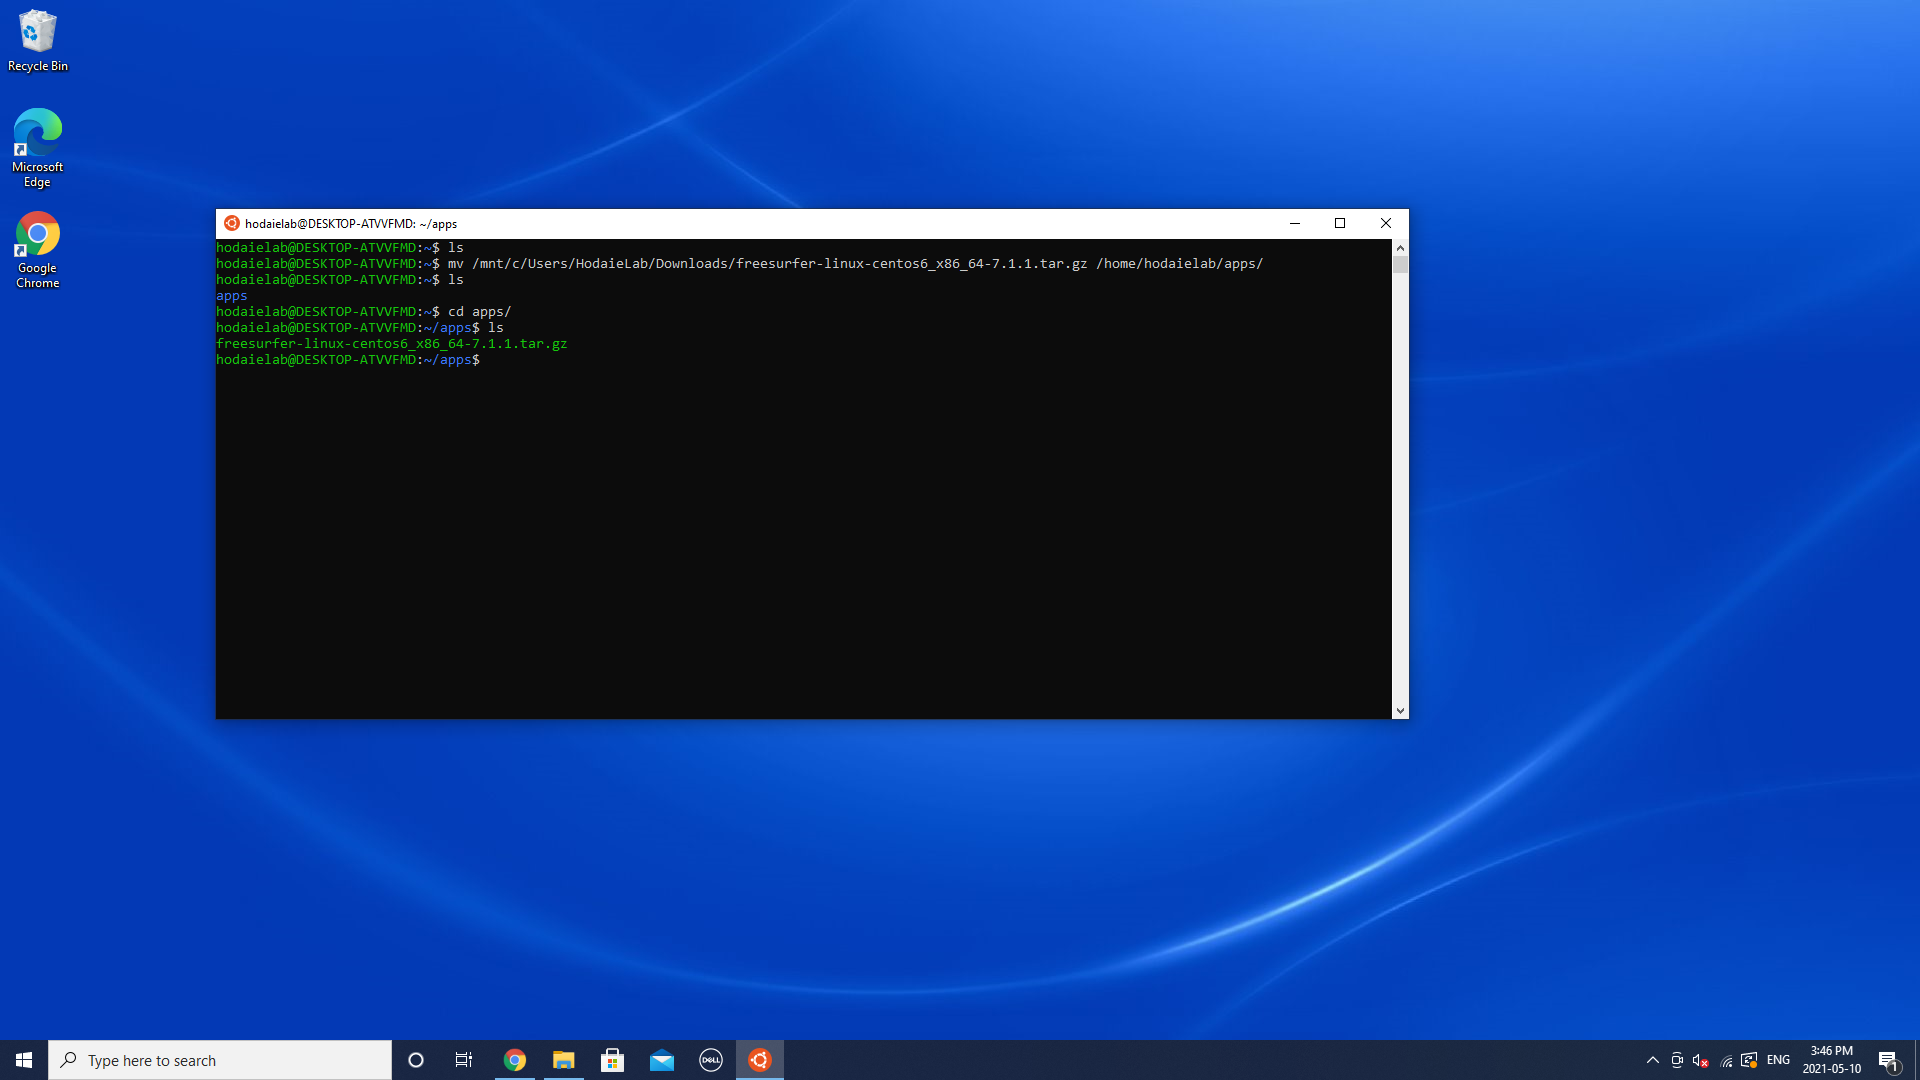 Recycle Bin
Microsoft
Edge
Google
Chrome
hodaielab@DESKTOP-ATVVFMD: ~/apps
hodaielab@DESKTOP-ATVVFMD:~$ ls
hodaielab@DESKTOP-ATVVFMD:~$ mv /mnt/c/Users/HodaieLab/Downloads/freesurfer-linux-centos6_x86_64-7.1.1.tar.gz /home/hodaielab/apps/
hodaielab@DESKTOP-ATVVFMD:~$ ls
apps
hodaielab@DESKTOP-ATVVFMD:~$ cd apps/
hodaielab@DESKTOP-ATVVFMD:~/apps$ ls
freesurfer-linux-centos6_x86_64-7.1.1.tar.gz
hodaielab@DESKTOP-ATVVFMD:~/apps$
Type here to search
DELL
ENG
3:46 PM
2021-05-10
1